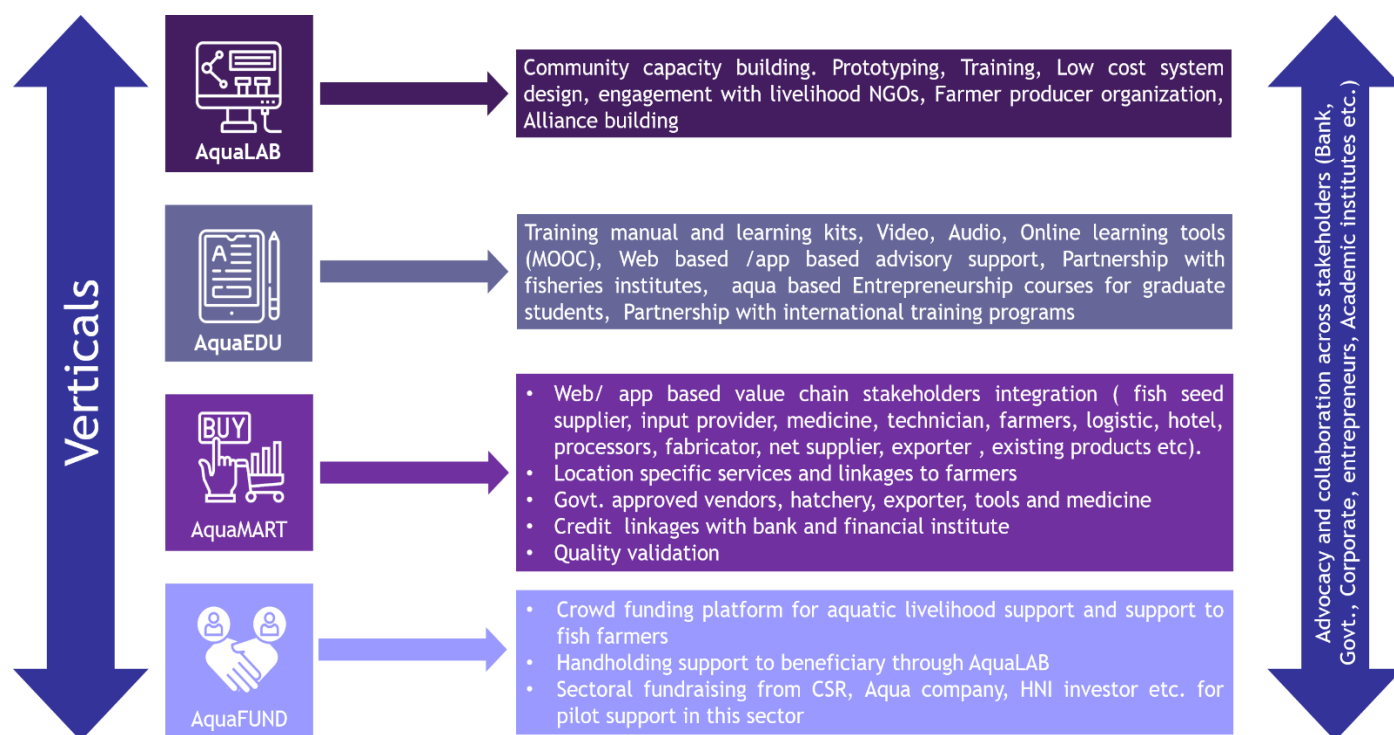 Verticals
AquaLAB
Community capacity building. Prototyping, Training, Low cost system
design, engagement with livelihood NGOs, Farmer producer organization,
Alliance building
A
AquaEDU
Training manual and learning kits, Video, Audio, Online learning tools
(MOOC), Web based /app based advisory support, Partnership with
fisheries institutes, aqua based Entrepreneurship courses for graduate
students, Partnership with international training programs
BUY
AquaMART
• Web/ app based value chain stakeholders integration ( fish seed
supplier, input provider, medicine, technician, farmers, logistic, hotel,
processors, fabricator, net supplier, exporter , existing products etc).
• Location specific services and linkages to farmers
• Govt. approved vendors, hatchery, exporter, tools and medicine
• Credit linkages with bank and financial institute
• Quality validation
AquaFUND
• Crowd funding platform for aquatic livelihood support and support to
fish farmers
• Handholding support to beneficiary through AquaLAB
• Sectoral fundraising from CSR, Aqua company, HNI investor etc. for
pilot support in this sector
Advocacy and collaboration across stakeholders (Bank,
Govt., Corporate, entrepreneurs, Academic institutes etc.)